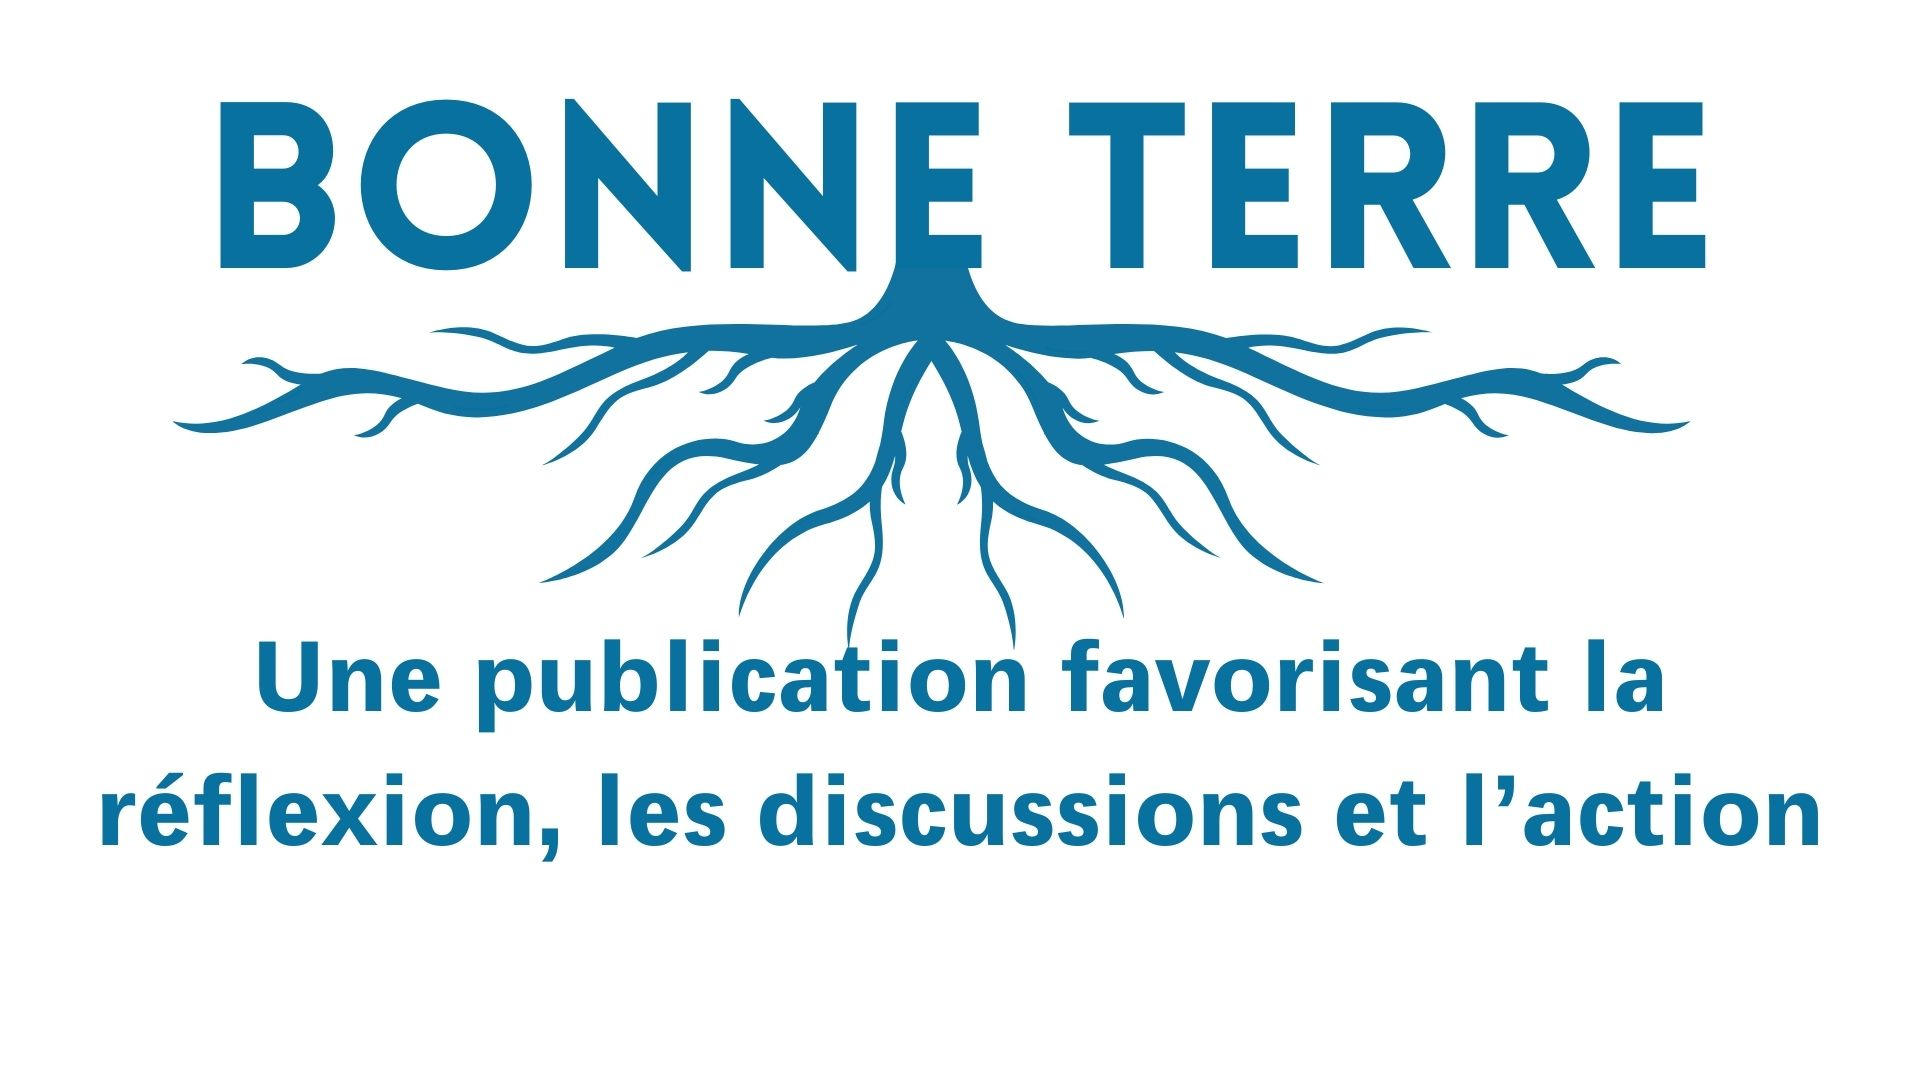 BONNE TERRE
Une publication favorisant la
réflexion, les discussions et l’action